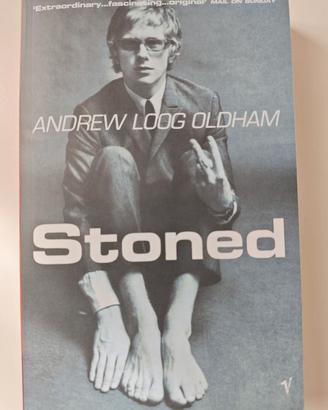 'Extraordinary...fascinating...original' MAIL ON SUNDAY
ANDREW LOOG OLDHAM
Stoned
V